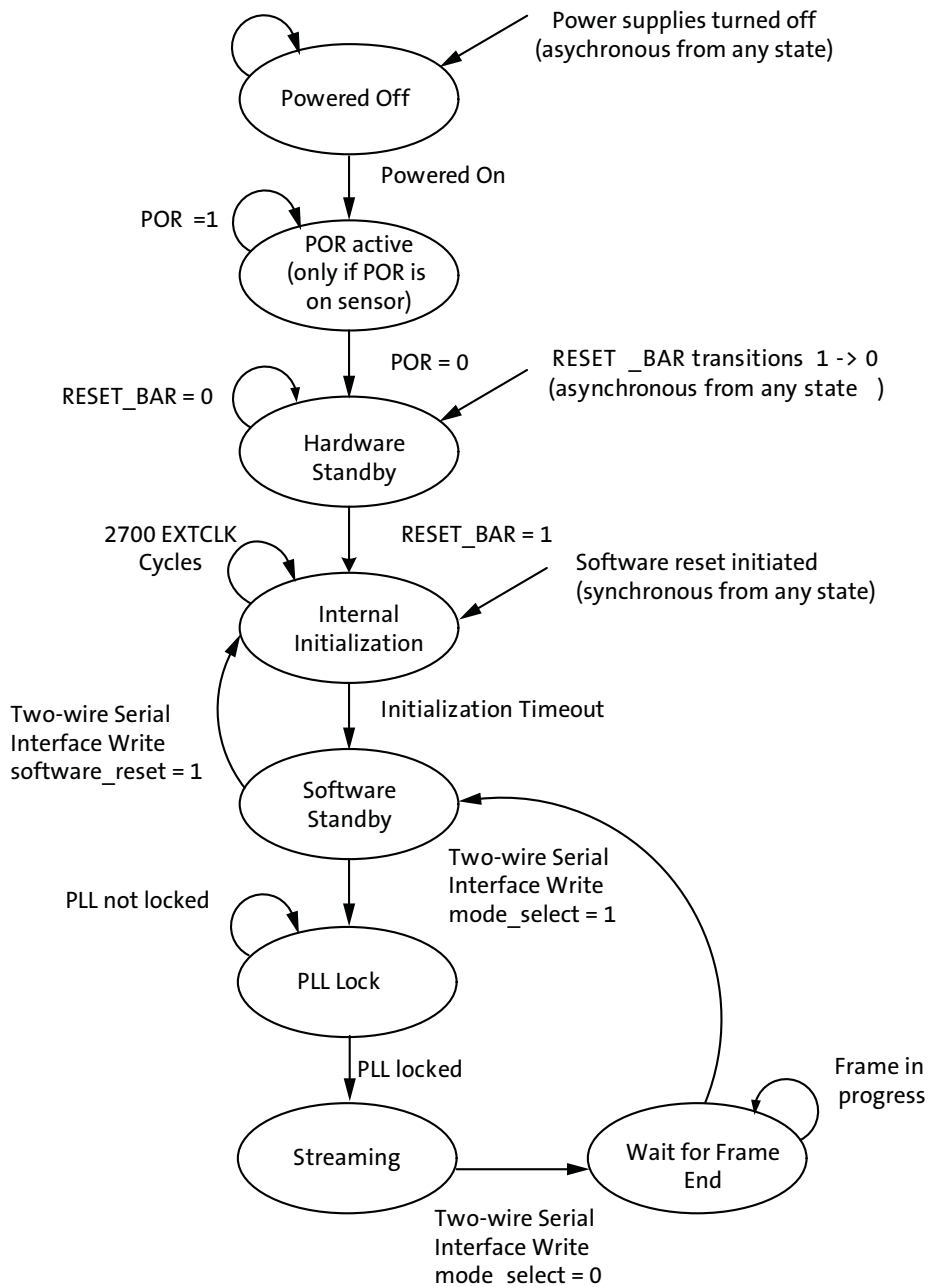 Power supplies turned off
(asychronous from any state)
Powered Off
Powered On
POR =1
POR active
(only if POR is
on sensor)
POR = 0
RESET _BAR transitions 1 -> 0
(asynchronous from any state )
RESET_BAR = 0
Hardware
Standby
2700 EXTCLK
Cycles
RESET_BAR = 1
Software reset initiated
(synchronous from any state)
Internal
Initialization
Initialization Timeout
Two-wire Serial
Interface Write
software_reset = 1
Software
Standby
Two-wire Serial
Interface Write
mode_select = 1
PLL not locked
PLL Lock
PLL locked
Frame in
progress
Streaming
Wait for Frame
End
Two-wire Serial
Interface Write
mode_select = 0